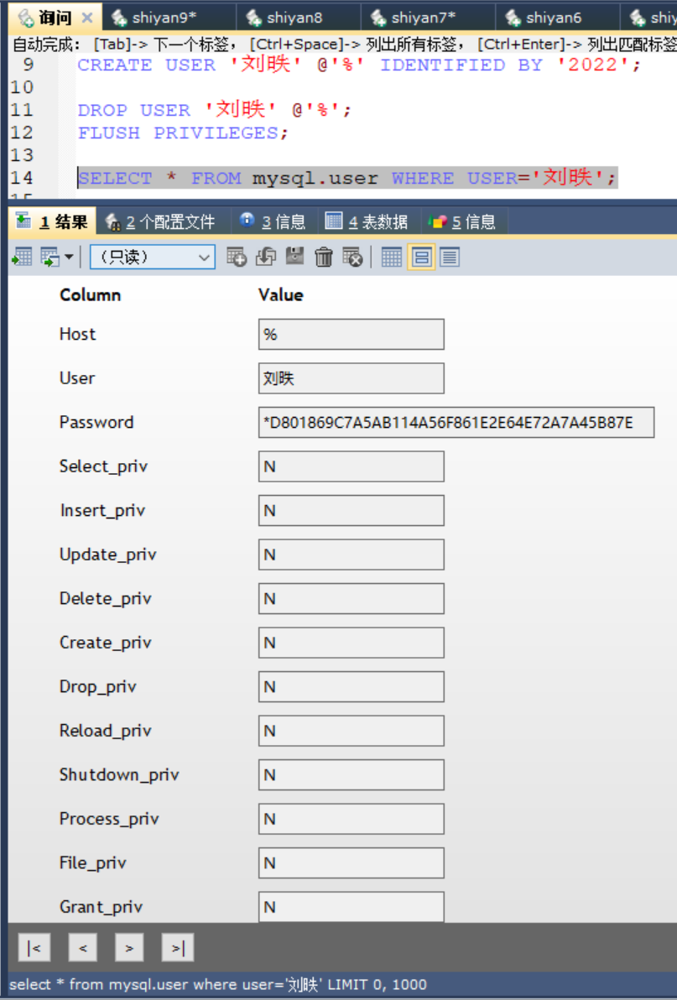 询问 × shiyan9* shiyan8 shiyan7* shiyan6 shiy
自动完成: [Tab]-> 下一个标签, [Ctrl+Space]-> 列出所有标签, [Ctrl+Enter]-> 列出匹配标签
9 CREATE USER '刘昳' @'%' IDENTIFIED BY '2022';
10
11 DROP USER '刘昳' @'%';
12 FLUSH PRIVILEGES;
13
14 SELECT * FROM mysql.user WHERE USER='刘昳';
1 结果 2 个配置文件 3 信息 4 表数据 5 信息
(只读)
Column Value
Host %
User 刘昳
Password *D801869C7A5AB114A56F861E2E64E72A7A45B87E
Select_priv N
Insert_priv N
Update_priv N
Delete_priv N
Create_priv N
Drop_priv N
Reload_priv N
Shutdown_priv N
Process_priv N
File_priv N
Grant_priv N
|< < > >|
select * from mysql.user where user='刘昳' LIMIT 0, 1000